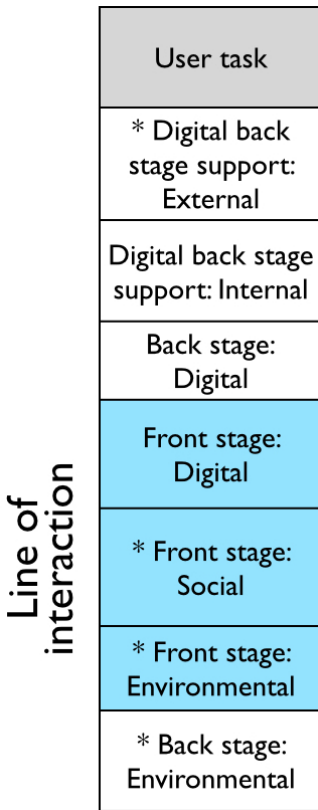 User task
* Digital back
stage support:
External
Digital back stage
support: Internal
Back stage:
Digital
Front stage:
Digital
* Front stage:
Social
* Front stage:
Environmental
* Back stage:
Environmental
Line of
interaction